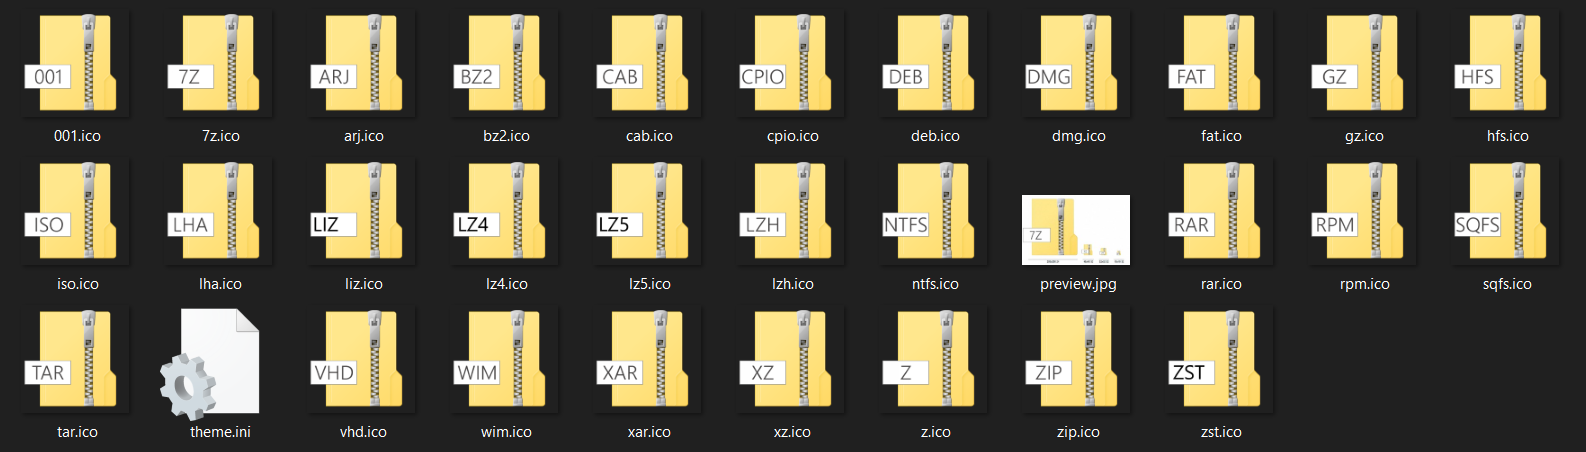 001 7Z ARJ BZ2 CAB CPIO DEB DMG FAT GZ HFS
001.ico 7z.ico arj.ico bz2.ico cab.ico cpio.ico deb.ico dmg.ico fat.ico gz.ico hfs.ico
ISO LHA LIZ LZ4 LZ5 LZH NTFS 7Z RAR RPM SQFS
iso.ico lha.ico liz.ico lz4.ico lz5.ico lzh.ico ntfs.ico preview.jpg rar.ico rpm.ico sqfs.ico
TAR VHD WIM XAR XZ Z ZIP ZST
tar.ico theme.ini vhd.ico wim.ico xar.ico xz.ico z.ico zip.ico zst.ico